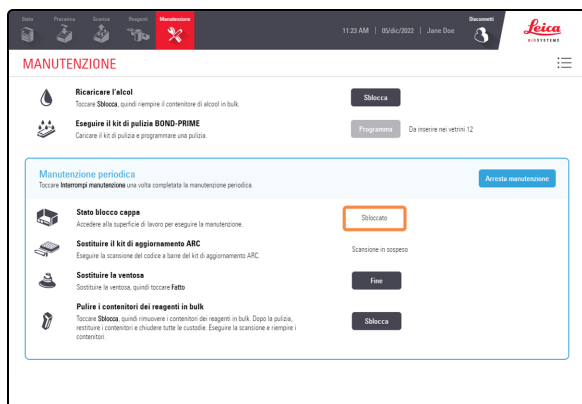 Stato Precarica Scarica Reagenti Manutenzione
11:23 AM | 05/dic/2022 | Jane Doe
Disconnetti
Leica
BIOSYSTEMS
MANUTENZIONE
Ricaricare l'alcol
Toccare Sblocca, quindi riempire il contenitore di alcool in bulk.
Sblocca
Eseguire il kit di pulizia BOND-PRIME
Caricare il kit di pulizia e programmare una pulizia.
Programma
Da inserire nei vetrini 12
Manutenzione periodica
Toccare Interrompi manutenzione una volta completata la manutenzione periodica.
Arresta manutenzione
Stato blocco cappa
Accedere alla superficie di lavoro per eseguire la manutenzione.
Sbloccato
Sostituire il kit di aggiornamento ARC
Eseguire la scansione del codice a barre del kit di aggiornamento ARC.
Scansione in sospeso
Sostituire la ventosa
Sostituire la ventosa, quindi toccare Fatto
Fine
Pulire i contenitori dei reagenti in bulk
Toccare Sblocca, quindi rimuovere i contenitori dei reagenti in bulk. Dopo la pulizia,
restituire i contenitori e chiudere tutte le custodie. Eseguire la scansione e riempire i
contenitori.
Sblocca